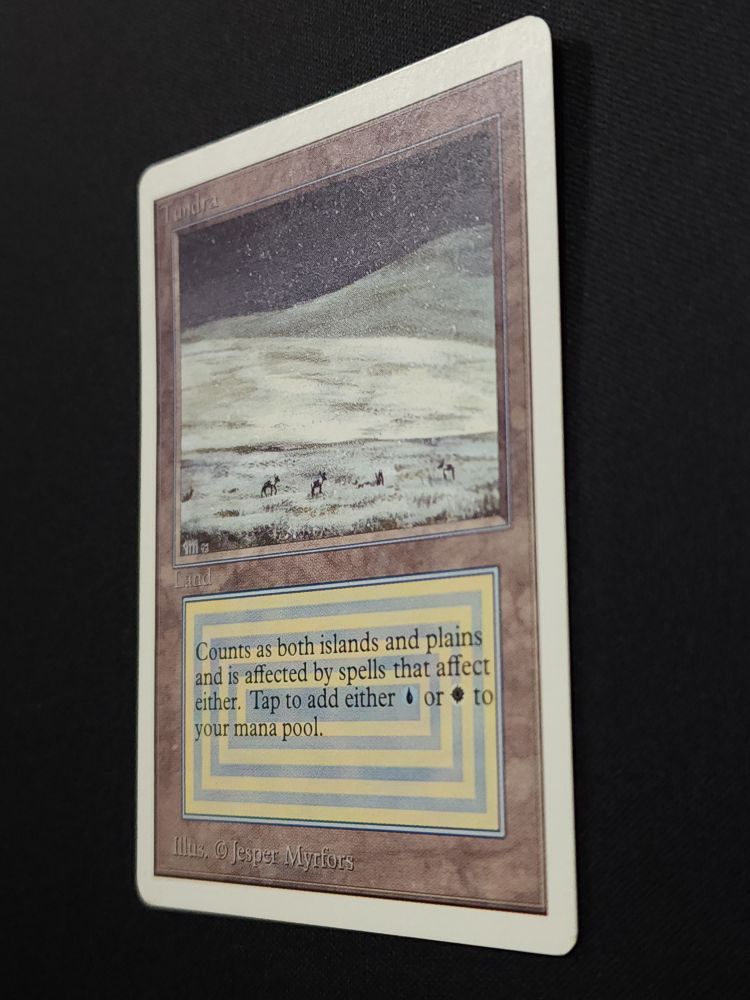 Tundra
Land
Counts as both islands and plains
and is affected by spells that affect
either. Tap to add either or to
your mana pool.
Illus. © Jesper Myrfors